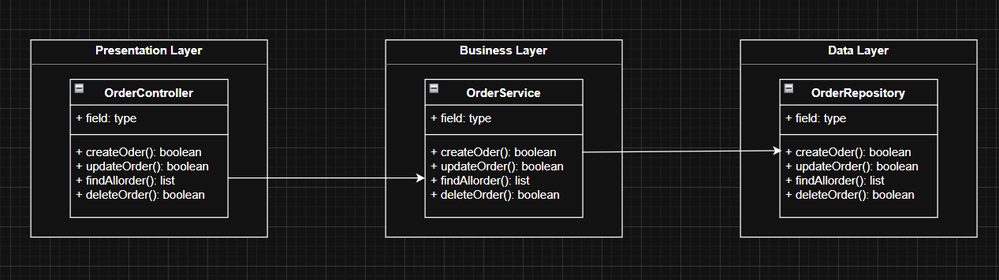 Presentation Layer
OrderController
+ field: type
+ createOder(): boolean
+ updateOrder(): boolean
+ findAllorder(): list
+ deleteOrder(): boolean
Business Layer
OrderService
+ field: type
+ createOder(): boolean
+ updateOrder(): boolean
+ findAllorder(): list
+ deleteOrder(): boolean
Data Layer
OrderRepository
+ field: type
+ createOder(): boolean
+ updateOrder(): boolean
+ findAllorder(): list
+ deleteOrder(): boolean